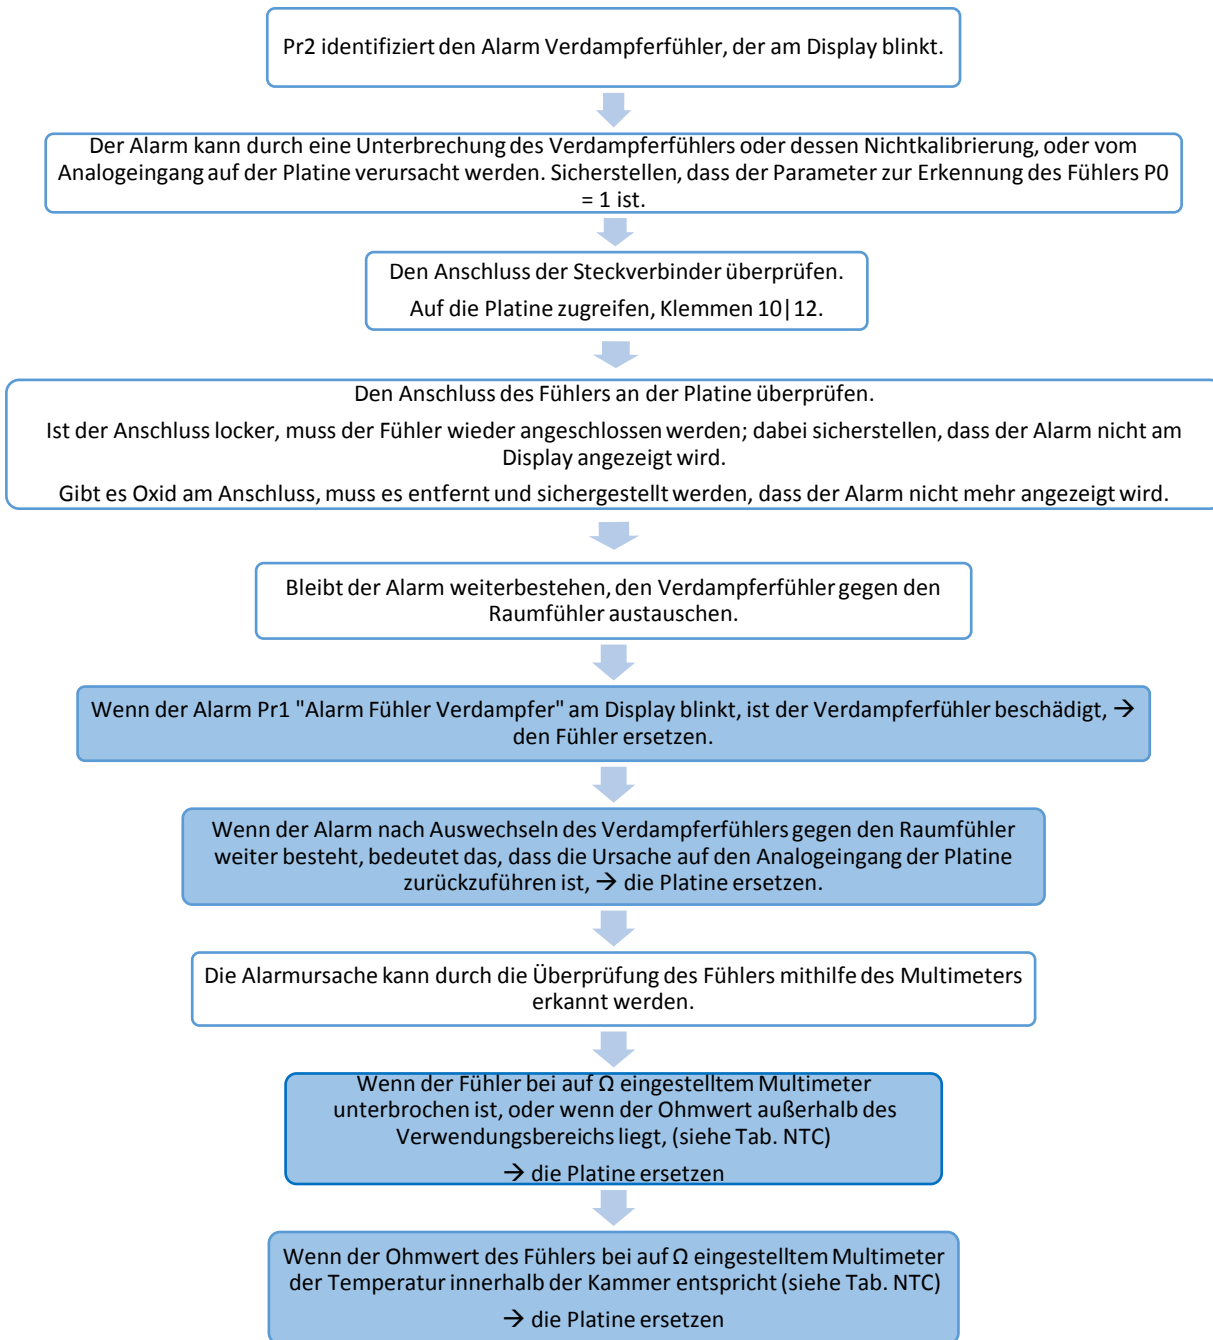 Pr2 identifiziert den Alarm Verdampferfühler, der am Display blinkt.
Der Alarm kann durch eine Unterbrechung des Verdampferfühlers oder dessen Nichtkalibrierung, oder vom
Analogeingang auf der Platine verursacht werden. Sicherstellen, dass der Parameter zur Erkennung des Fühlers P0
= 1 ist.
Den Anschluss der Steckverbinder überprüfen.
Auf die Platine zugreifen, Klemmen 10|12.
Den Anschluss des Fühlers an der Platine überprüfen.
Ist der Anschluss locker, muss der Fühler wieder angeschlossen werden; dabei sicherstellen, dass der Alarm nicht am
Display angezeigt wird.
Gibt es Oxid am Anschluss, muss es entfernt und sichergestellt werden, dass der Alarm nicht mehr angezeigt wird.
Bleibt der Alarm weiterbestehen, den Verdampferfühler gegen den
Raumfühler austauschen.
Wenn der Alarm Pr1 "Alarm Fühler Verdampfer" am Display blinkt, ist der Verdampferfühler beschädigt, →
den Fühler ersetzen.
Wenn der Alarm nach Auswechseln des Verdampferfühlers gegen den Raumfühler
weiter besteht, bedeutet das, dass die Ursache auf den Analogeingang der Platine
zurückzuführen ist, → die Platine ersetzen.
Die Alarmursache kann durch die Überprüfung des Fühlers mithilfe des Multimeters
erkannt werden.
Wenn der Fühler bei auf Ω eingestelltem Multimeter
unterbrochen ist, oder wenn der Ohmwert außerhalb des
Verwendungsbereichs liegt, (siehe Tab. NTC)
→ die Platine ersetzen
Wenn der Ohmwert des Fühlers bei auf Ω eingestelltem Multimeter
der Temperatur innerhalb der Kammer entspricht (siehe Tab. NTC)
→ die Platine ersetzen